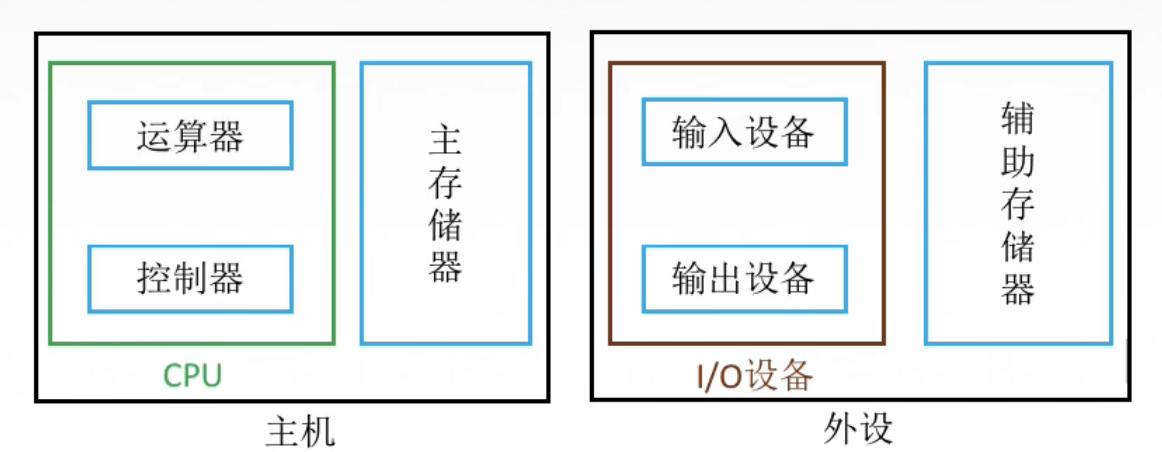 运算器
控制器
CPU
主存储器
主机
输入设备
输出设备
I/O设备
辅助存储器
外设